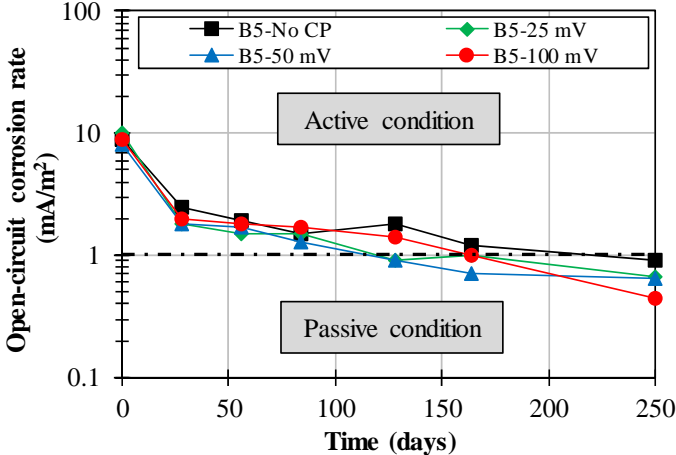 Open-circuit corrosion rate
(mA/m²)
100
10
1
0.1
B5-No CP
B5-25 mV
B5-50 mV
B5-100 mV
Active condition
Passive condition
0 50 100 150 200 250
Time (days)